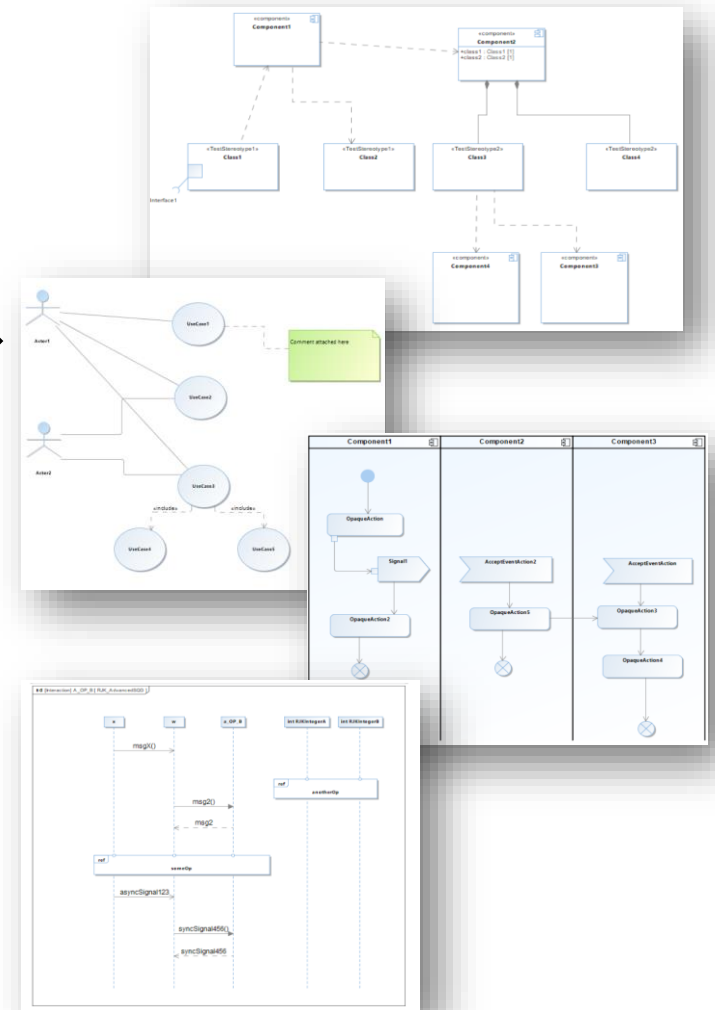 «component»
Component1
«component»
Component2
+class1 : Class1 [1]
+class2 : Class2 [1]
«TestStereotype1»
Class1
«TestStereotype1»
Class2
«TestStereotype2»
Class3
«TestStereotype2»
Class4
Interface1
«component»
Component4
«component»
Component3
Actor1
UseCase1
Comment attached here
UseCase2
Actor2
UseCase3
«include»
«include»
UseCase4
UseCase5
Component1
Component2
Component3
OpaqueAction
Signal1
AcceptEventAction2
AcceptEventAction
OpaqueAction2
OpaqueAction5
OpaqueAction3
OpaqueAction4
a_OP_B
msgX()
ref
anotherOp
msg2()
msg2
ref
someOp
asyncSignal123
syncSignal456()
syncSignal456